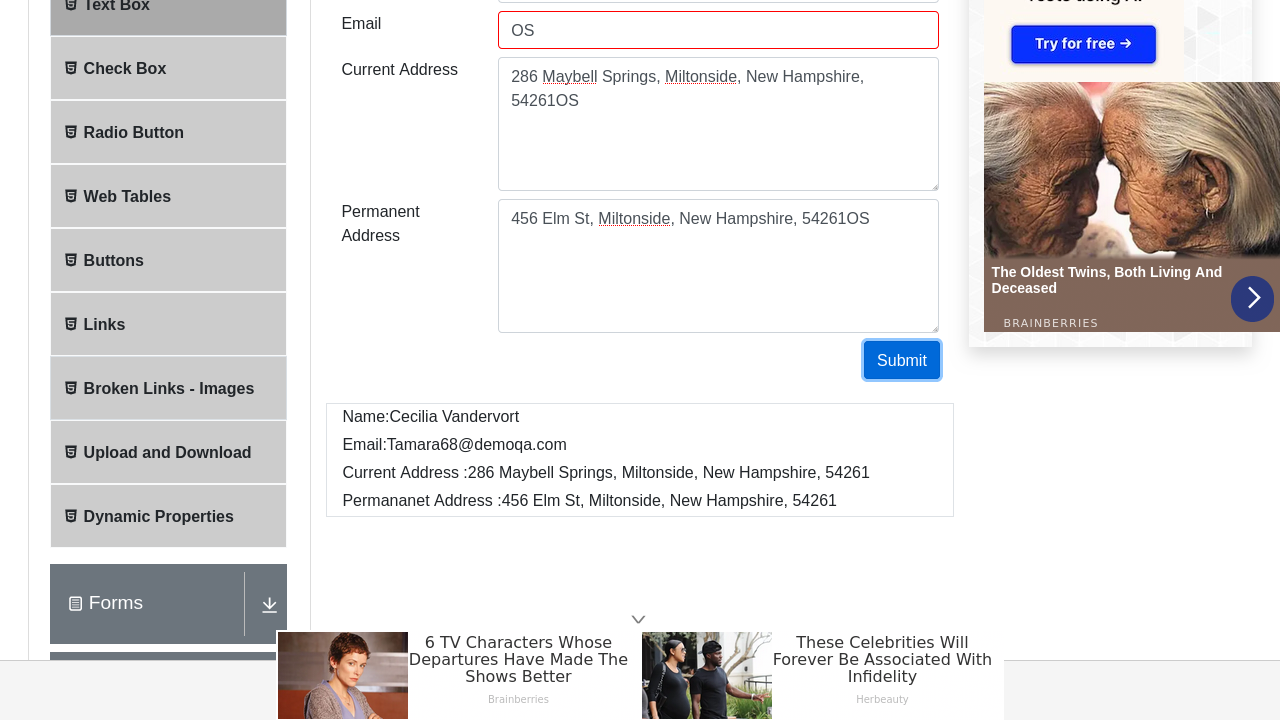 Text Box
Check Box
Radio Button
Web Tables
Buttons
Links
Broken Links - Images
Upload and Download
Dynamic Properties
Forms
Email
OS
Current Address
286 Maybell Springs, Miltonside, New Hampshire,
54261OS
Permanent
Address
456 Elm St, Miltonside, New Hampshire, 54261OS
Submit
Name:Cecilia Vandervort
Email:Tamara68@demoqa.com
Current Address :286 Maybell Springs, Miltonside, New Hampshire, 54261
Permananet Address :456 Elm St, Miltonside, New Hampshire, 54261
Try for free →
The Oldest Twins, Both Living And
Deceased
BRAINBERRIES
6 TV Characters Whose
Departures Have Made The
Shows Better
Brainberries
These Celebrities Will
Forever Be Associated With
Infidelity
Herbeauty